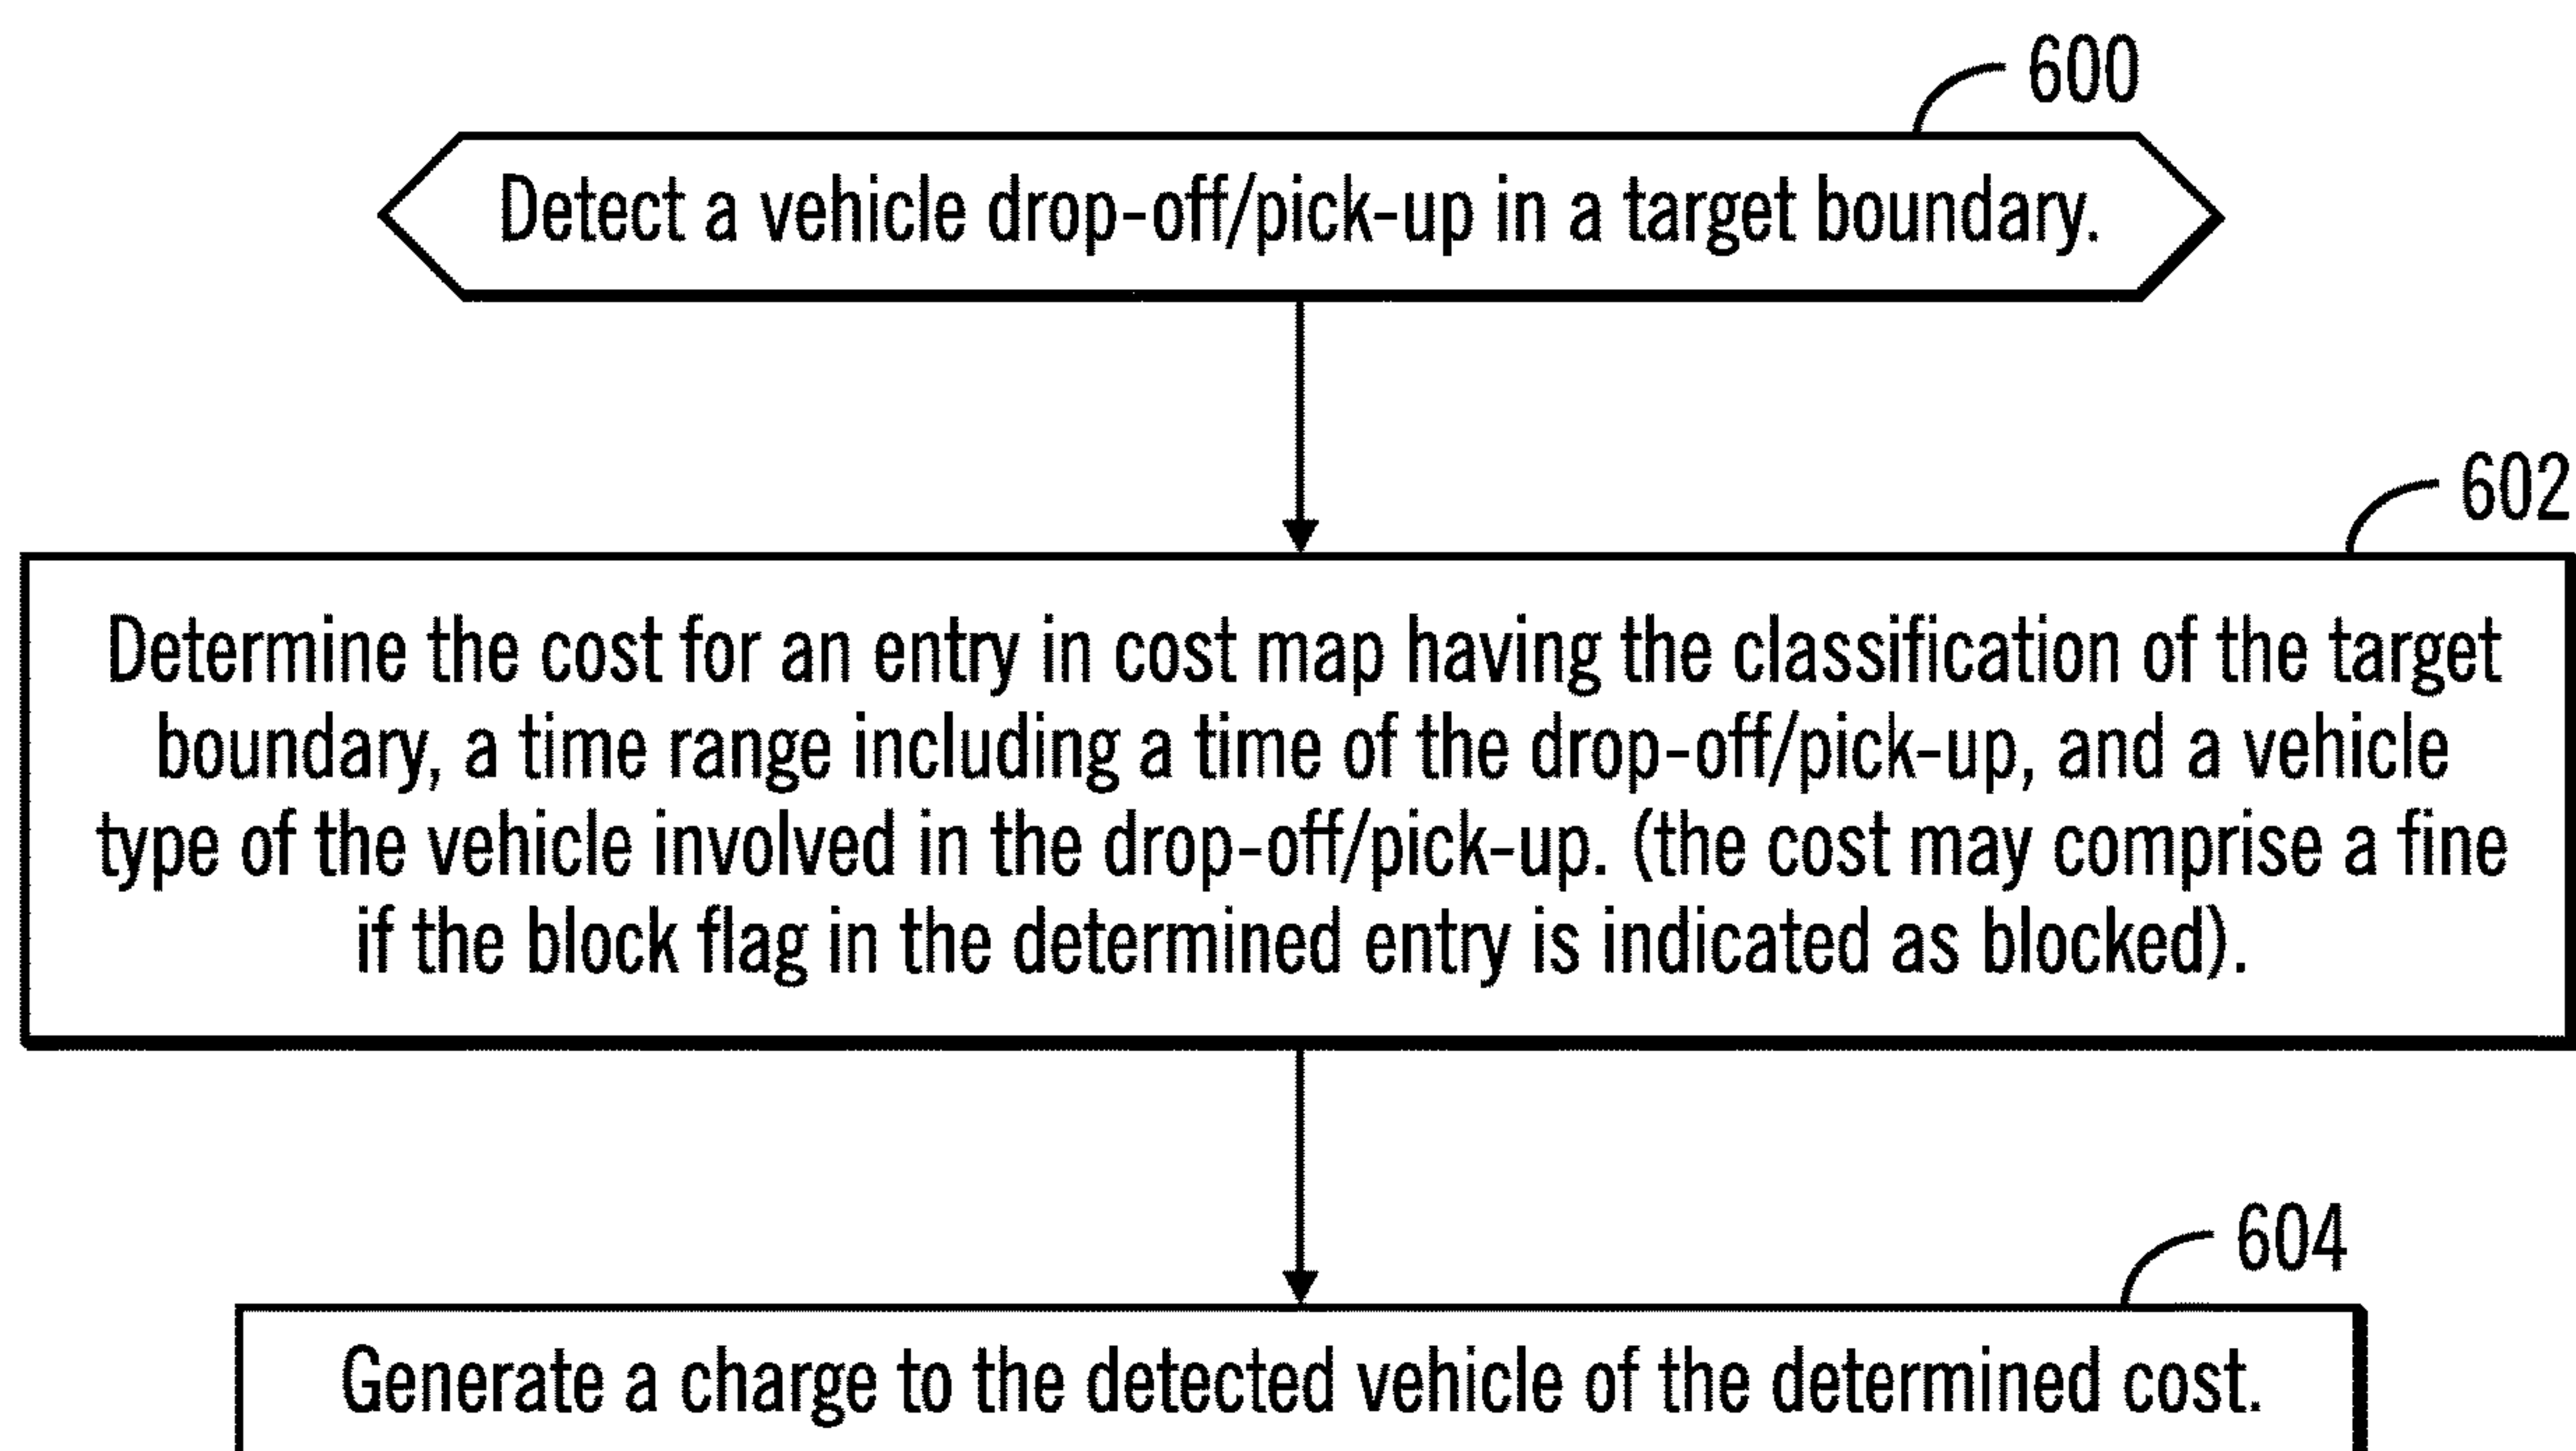 600
Detect a vehicle drop-off/pick-up in a target boundary.
602
Determine the cost for an entry in cost map having the classification of the target
boundary, a time range including a time of the drop-off/pick-up, and a vehicle
type of the vehicle involved in the drop-off/pick-up. (the cost may comprise a fine
if the block flag in the determined entry is indicated as blocked).
604
Generate a charge to the detected vehicle of the determined cost.